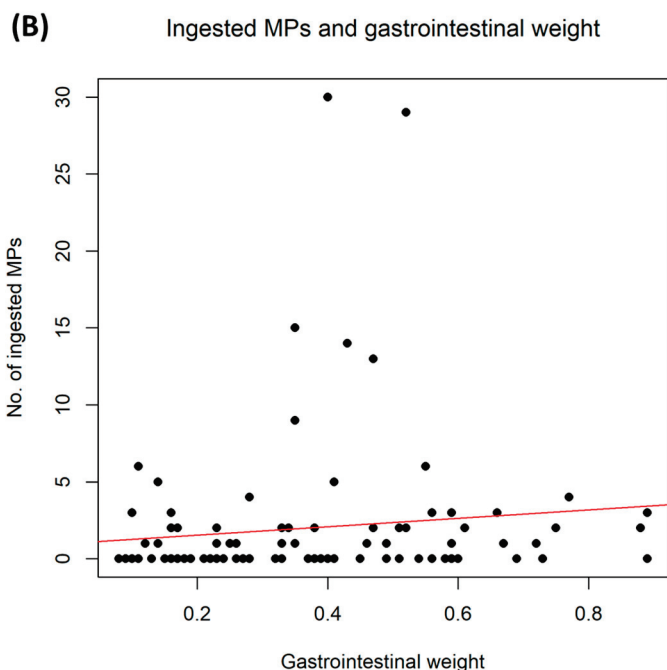 (B) Ingested MPs and gastrointestinal weight
30
25
20
15
10
5
0
No. of ingested MPs
0.2 0.4 0.6 0.8
Gastrointestinal weight